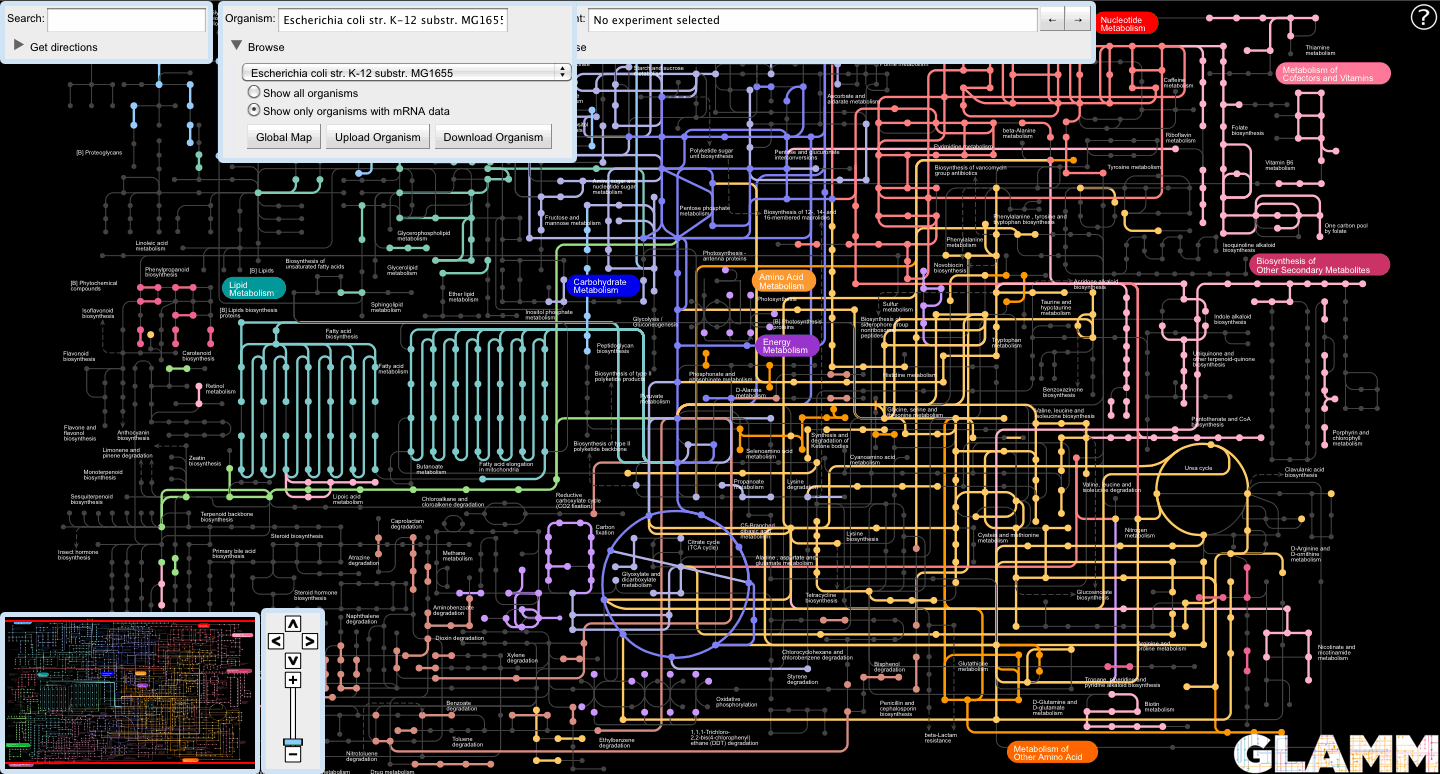 Search:
Get directions
Organism: Escherichia coli str. K-12 substr. MG1655
Browse
Escherichia coli str. K-12 substr. MG1655
Show all organisms
Show only organisms with mRNA data
Global Map
Upload Organism
Download Organism
No experiment selected
← →
?
Nucleotide
Metabolism
Thiamine
metabolism
Metabolism of
Cofactors and Vitamins
Caffeine
metabolism
Starch and sucrose
metabolism
Ascorbate and
aldarate metabolism
beta-Alanine
metabolism
Riboflavin
metabolism
Folate
biosynthesis
Vitamin B6
metabolism
[B] Proteoglycans
Polyketide sugar
unit biosynthesis
Pentose and glucuronate
interconversions
Pyrimidine metabolism
Biosynthesis of vancomycin
group antibiotics
Tyrosine metabolism
Amino sugar and
nucleotide sugar
metabolism
Fructose and
mannose metabolism
Pentose phosphate
metabolism
Biosynthesis of 12-, 14- and
16-membered macrolides
Phenylalanine , tyrosine and
tryptophan biosynthesis
Phenylalanine
metabolism
One carbon pool
by folate
Linoleic acid
metabolism
Glycerophospholipid
metabolism
Isoquinoline alkaloid
biosynthesis
Biosynthesis of
Other Secondary Metabolites
Phenylpropanoid
biosynthesis
[B] Lipids
Biosynthesis of
unsaturated fatty acids
Glycerolipid
metabolism
Photosynthesis -
antenna proteins
Novobiocin
biosynthesis
[B] Phytochemical
compounds
Lipid
Metabolism
Carbohydrate
Metabolism
Amino Acid
Metabolism
Acridone alkaloid
biosynthesis
Ether lipid
metabolism
Sphingolipid
metabolism
Photosynthesis
Sulfur
metabolism
Taurine and
hypotaurine
metabolism
Isoflavonoid
biosynthesis
[B] Lipids biosynthesis
proteins
Inositol phosphate
metabolism
Glycolysis /
Gluconeogenesis
[B] Photosynthesis
proteins
Biosynthesis of
siderophore group
nonribosomal
peptides
Indole alkaloid
biosynthesis
Fatty acid
biosynthesis
Energy
Metabolism
Tryptophan
metabolism
Flavonoid
biosynthesis
Carotenoid
biosynthesis
Fatty acid
metabolism
Peptidoglycan
biosynthesis
Ubiquinone and
other terpenoid-quinone
biosynthesis
Retinol
metabolism
Biosynthesis of type II
polyketide products
Phosphonate and
phosphinate metabolism
Histidine metabolism
D-Alanine
metabolism
Benzoxazinone
biosynthesis
Pyruvate
metabolism
Glycine, serine and
threonine metabolism
Valine, leucine and
isoleucine biosynthesis
Pantothenate and CoA
biosynthesis
Flavone and
flavonol
biosynthesis
Anthocyanin
biosynthesis
Porphyrin and
chlorophyll
metabolism
Limonene and
pinene degradation
Zeatin
biosynthesis
Biosynthesis of type II
polyketide backbone
Selenoamino acid
metabolism
Synthesis and
degradation of
ketone bodies
Cyanoamino acid
metabolism
Monoterpenoid
biosynthesis
Butanoate
metabolism
Fatty acid elongation
in mitochondria
Urea cycle
Clavulanic acid
biosynthesis
Propanoate
metabolism
Lysine
degradation
Valine, leucine and
isoleucine degradation
Sesquiterpenoid
biosynthesis
Lipoic acid
metabolism
Chloroalkane and
chloroalkene degradation
Reductive
carboxylate cycle
(CO2 fixation)
Terpenoid backbone
biosynthesis
Caprolactam
degradation
Carbon
fixation
C5-Branched
dibasic acid
metabolism
Lysine
biosynthesis
Cystein and methionine
metabolism
Nitrogen
metabolism
Steroid biosynthesis
Citrate cycle
(TCA cycle)
Insect hormone
biosynthesis
Primary bile acid
biosynthesis
Atrazine
degradation
Methane
metabolism
Alanine , aspartate and
glutamate metabolism
D-Arginine and
D-ornithine
metabolism
Glyoxylate and
dicarboxylate
metabolism
Steroid hormone
biosynthesis
Tetracycline
biosynthesis
Glucosinolate
biosynthesis
Naphthalene
degradation
Aminobenzoate
degradation
Dioxin degradation
Arginine and
proline metabolism
Nicotinate and
nicotinamide
metabolism
Xylene
degradation
Chlorocyclohexane and
chlorobenzene degradation
Bisphenol
degradation
Glutathione
metabolism
Styrene
degradation
Tropane, piperidine and
pyridine alkaloid biosynthesis
Oxidative
phosphorylation
Penicillin and
cephalosporin
biosynthesis
D-Glutamine and
D-glutamate
metabolism
Biotin
metabolism
Benzoate
degradation
Toluene
degradation
Ethylbenzene
degradation
1,1,1-Trichloro-
2,2-bis(4-chlorophenyl)
ethane (DDT) degradation
beta-Lactam
resistance
Metabolism of
Other Amino Acid
Nitrotoluene
degradation
Drug metabolism
GLAMM